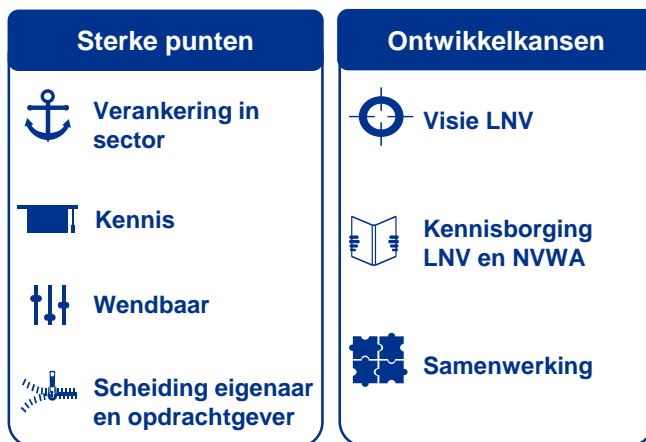 Sterke punten
Verankering in
sector
Kennis
Wendbaar
Scheiding eigenaar
en opdrachtgever
Ontwikkelkansen
Visie LNV
Kennisborging
LNV en NVWA
Samenwerking